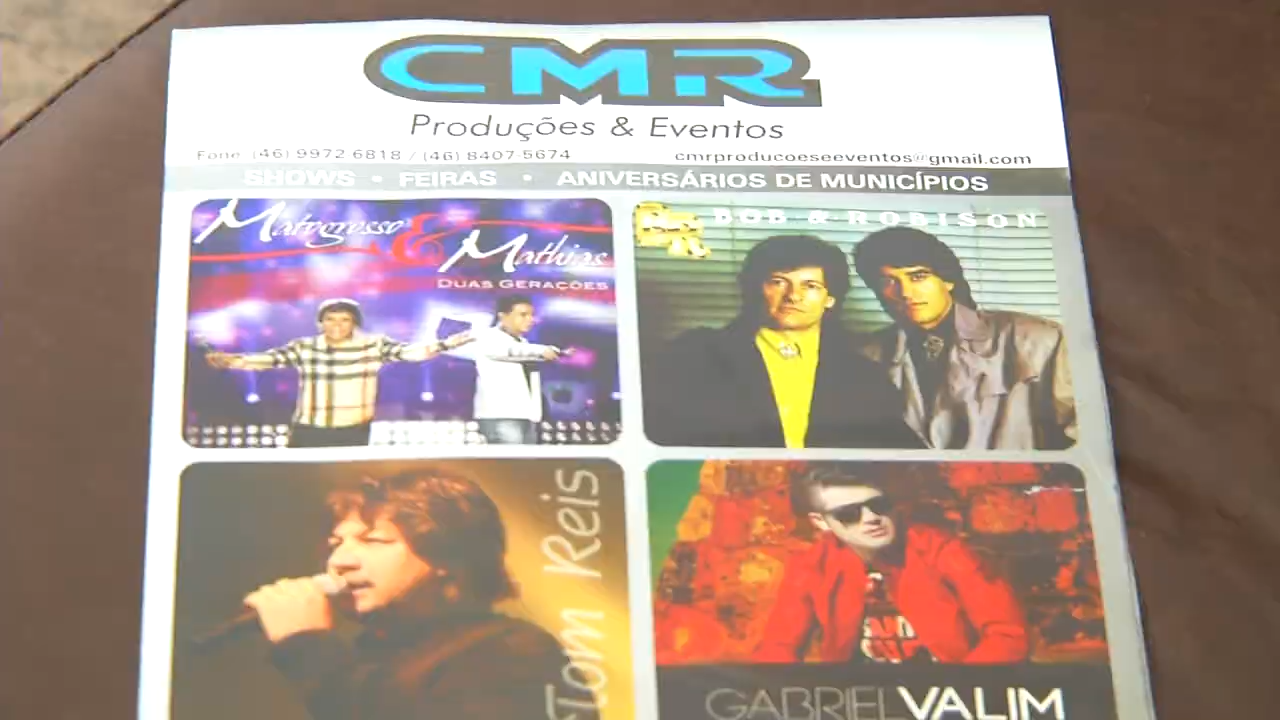 CMR
Produções & Eventos
Fone (46) 9972 6818 / (46) 8407-5674
cmrproducoeseeventos@gmail.com
SHOWS • FEIRAS • ANIVERSÁRIOS DE MUNICÍPIOS
Matogrosso & Mathias
DUAS GERAÇÕES
BOB & ROBISON
Tom Reis
GABRIEL VALIM